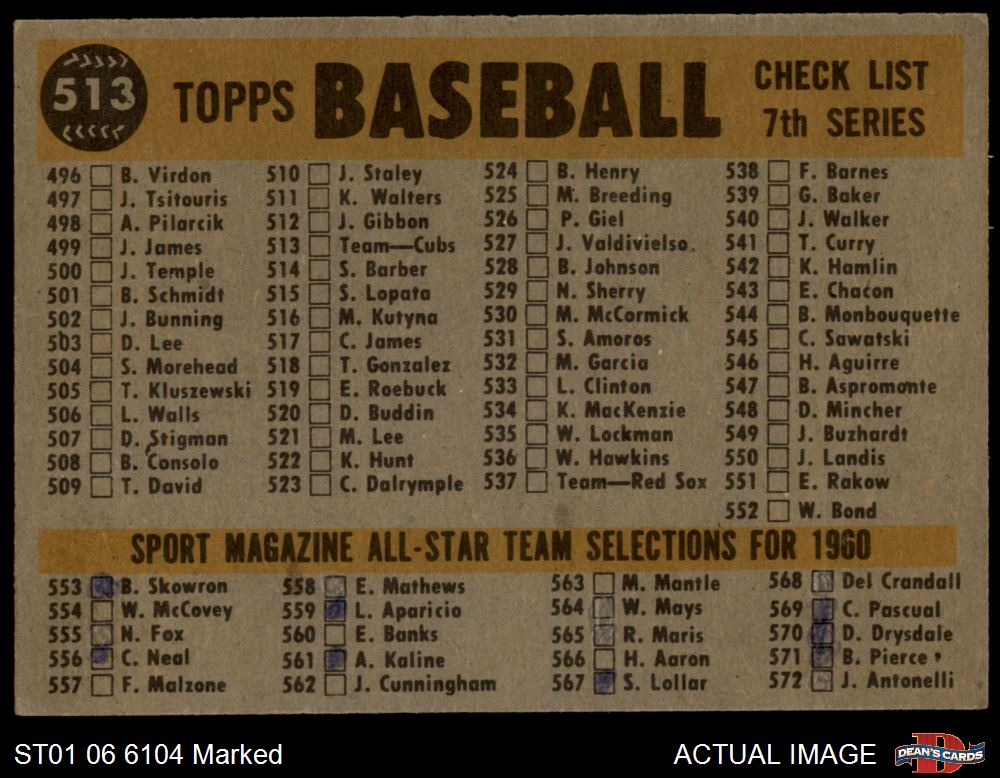 513
TOPPS BASEBALL
CHECK LIST
7th SERIES
496 B. Virdon
497 J. Tsitouris
498 A. Pilarcik
499 J. James
500 J. Temple
501 B. Schmidt
502 J. Bunning
503 D. Lee
504 S. Morehead
505 T. Kluszewski
506 L. Walls
507 D. Stigman
508 B. Consolo
509 T. David
510 J. Staley
511 K. Walters
512 J. Gibbon
513 Team—Cubs
514 S. Barber
515 S. Lopata
516 M. Kutyna
517 C. James
518 T. Gonzalez
519 E. Roebuck
520 D. Buddin
521 M. Lee
522 K. Hunt
523 C. Dalrymple
524 B. Henry
525 M. Breeding
526 P. Giel
527 J. Valdivielso
528 B. Johnson
529 N. Sherry
530 M. McCormick
531 S. Amoros
532 M. Garcia
533 L. Clinton
534 K. MacKenzie
535 W. Lockman
536 W. Hawkins
537 Team—Red Sox
538 F. Barnes
539 G. Baker
540 J. Walker
541 T. Curry
542 K. Hamlin
543 E. Chacon
544 B. Monbouquette
545 C. Sawatski
546 H. Aguirre
547 B. Aspromonte
548 D. Mincher
549 J. Buzhardt
550 J. Landis
551 E. Rakow
552 W. Bond
SPORT MAGAZINE ALL-STAR TEAM SELECTIONS FOR 1960
553 B. Skowron
554 W. McCovey
555 N. Fox
556 C. Neal
557 F. Malzone
558 E. Mathews
559 L. Aparicio
560 E. Banks
561 A. Kaline
562 J. Cunningham
563 M. Mantle
564 W. Mays
565 R. Maris
566 H. Aaron
567 S. Lollar
568 Del Crandall
569 C. Pascual
570 D. Drysdale
571 B. Pierce
572 J. Antonelli
ST01 06 6104 Marked
ACTUAL IMAGE
DEAN'S CARDS